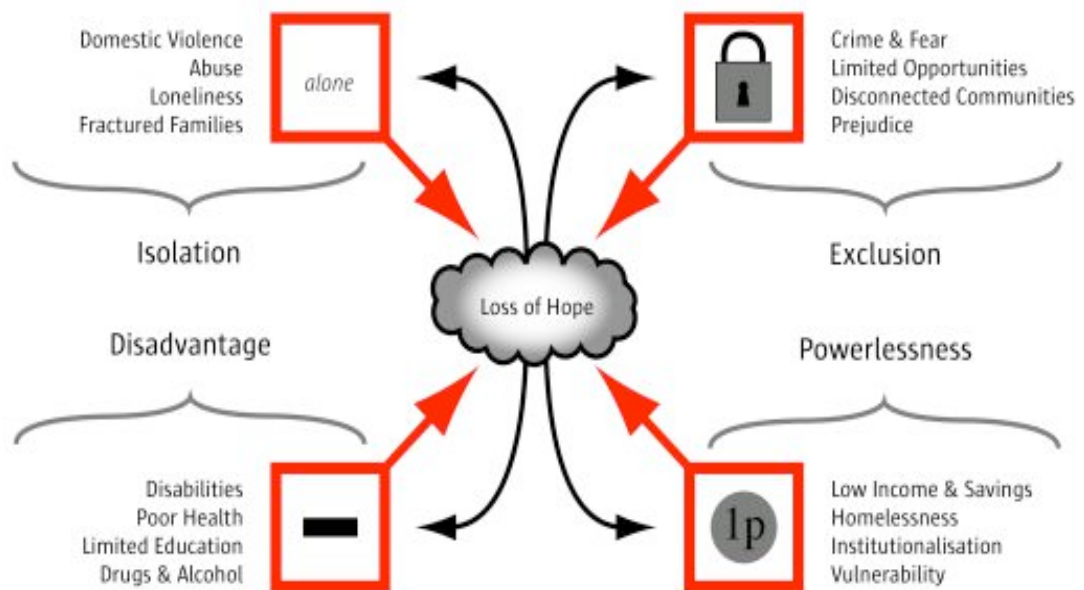 Domestic Violence
Abuse
Loneliness
Fractured Families
alone
Isolation
Crime & Fear
Limited Opportunities
Disconnected Communities
Prejudice
Exclusion
Loss of Hope
Disadvantage
Disabilities
Poor Health
Limited Education
Drugs & Alcohol
Powerlessness
1p
Low Income & Savings
Homelessness
Institutionalisation
Vulnerability